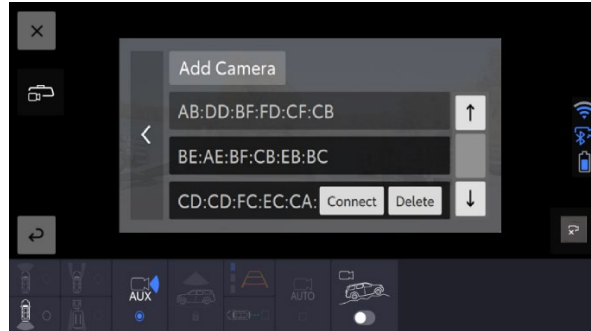 Add Camera
AB:DD:BF:FD:CF:CB
BE:AE:BF:CB:EB:BC
CD:CD:FC:EC:CA: Connect Delete
AUX
AUTO